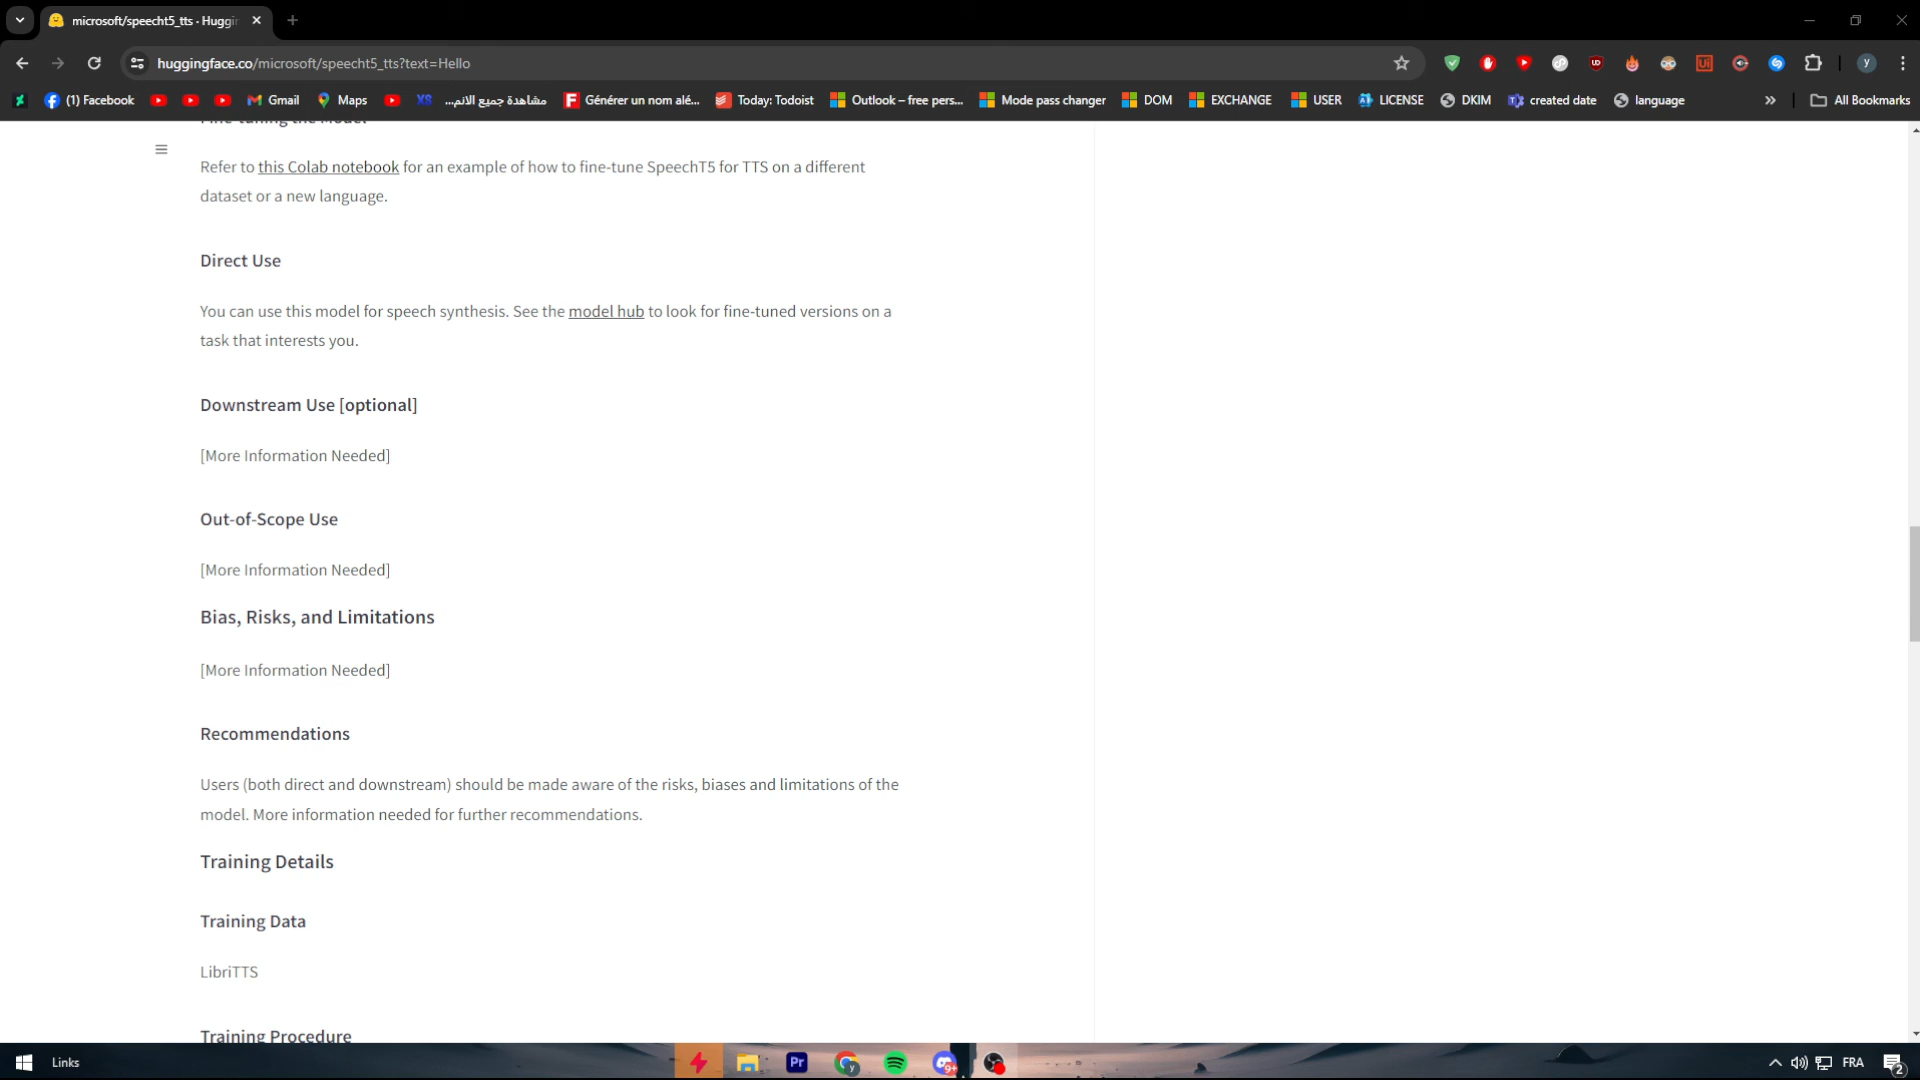 microsoft/speecht5_tts - Huggin
huggingface.co/microsoft/speecht5_tts?text=Hello
(1) Facebook
Gmail
Maps
مشاهدة جميع الانم...
Générer un nom alé...
Today: Todoist
Outlook – free pers...
Mode pass changer
DOM
EXCHANGE
USER
LICENSE
DKIM
created date
language
All Bookmarks
Fine-tuning the Model
Refer to this Colab notebook for an example of how to fine-tune SpeechT5 for TTS on a different
dataset or a new language.
Direct Use
You can use this model for speech synthesis. See the model hub to look for fine-tuned versions on a
task that interests you.
Downstream Use [optional]
[More Information Needed]
Out-of-Scope Use
[More Information Needed]
Bias, Risks, and Limitations
[More Information Needed]
Recommendations
Users (both direct and downstream) should be made aware of the risks, biases and limitations of the
model. More information needed for further recommendations.
Training Details
Training Data
LibriTTS
Training Procedure
Links
FRA